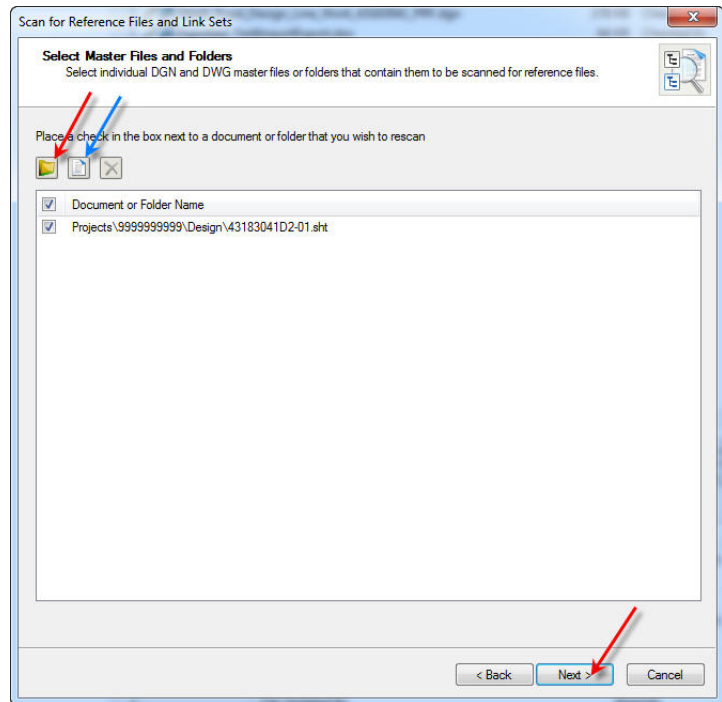 Scan for Reference Files and Link Sets
Select Master Files and Folders
Select individual DGN and DWG master files or folders that contain them to be scanned for reference files.
Place a check in the box next to a document or folder that you wish to rescan
Document or Folder Name
Projects\9999999999\Design\43183041D2-01.sht
< Back Next > Cancel